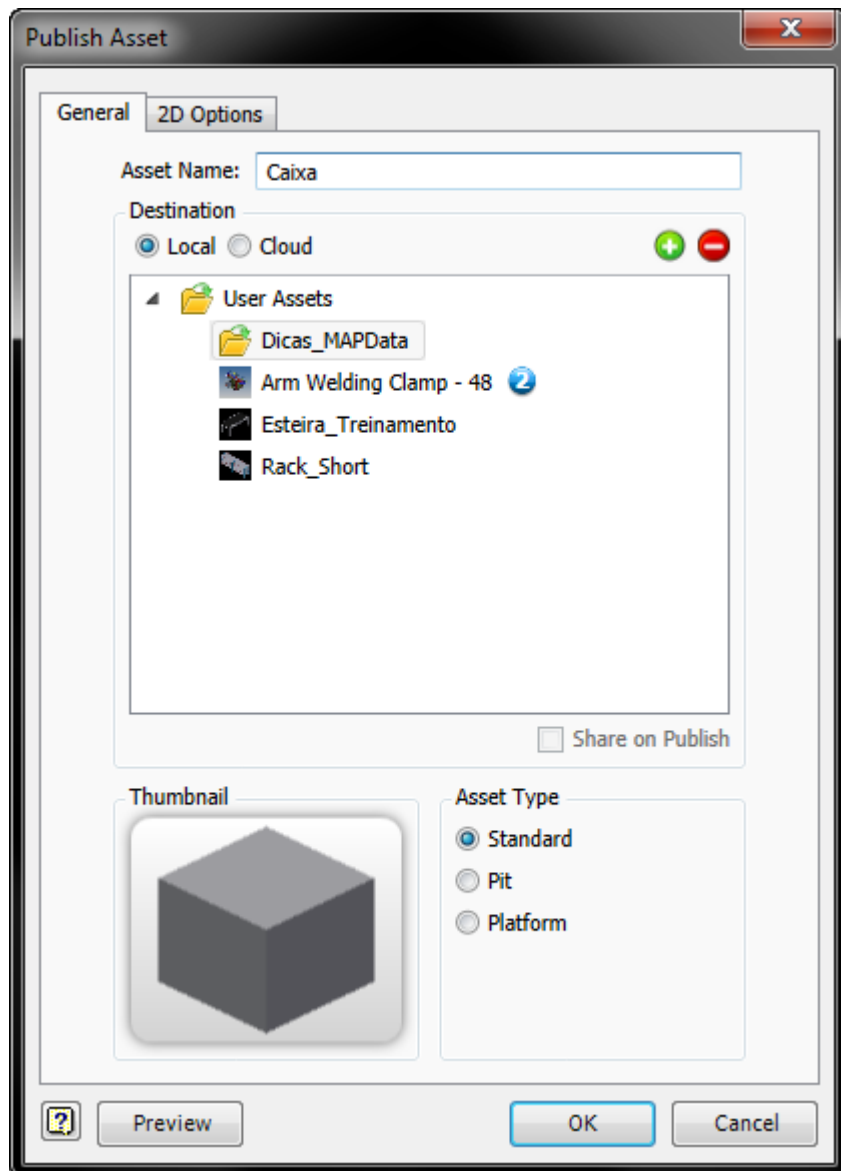 Publish Asset
General 2D Options
Asset Name: Caixa
Destination
Local Cloud
User Assets
Dicas_MAPData
Arm Welding Clamp - 48 2
Esteira_Treinamento
Rack_Short
Share on Publish
Thumbnail Asset Type
Standard
Pit
Platform
? Preview OK Cancel